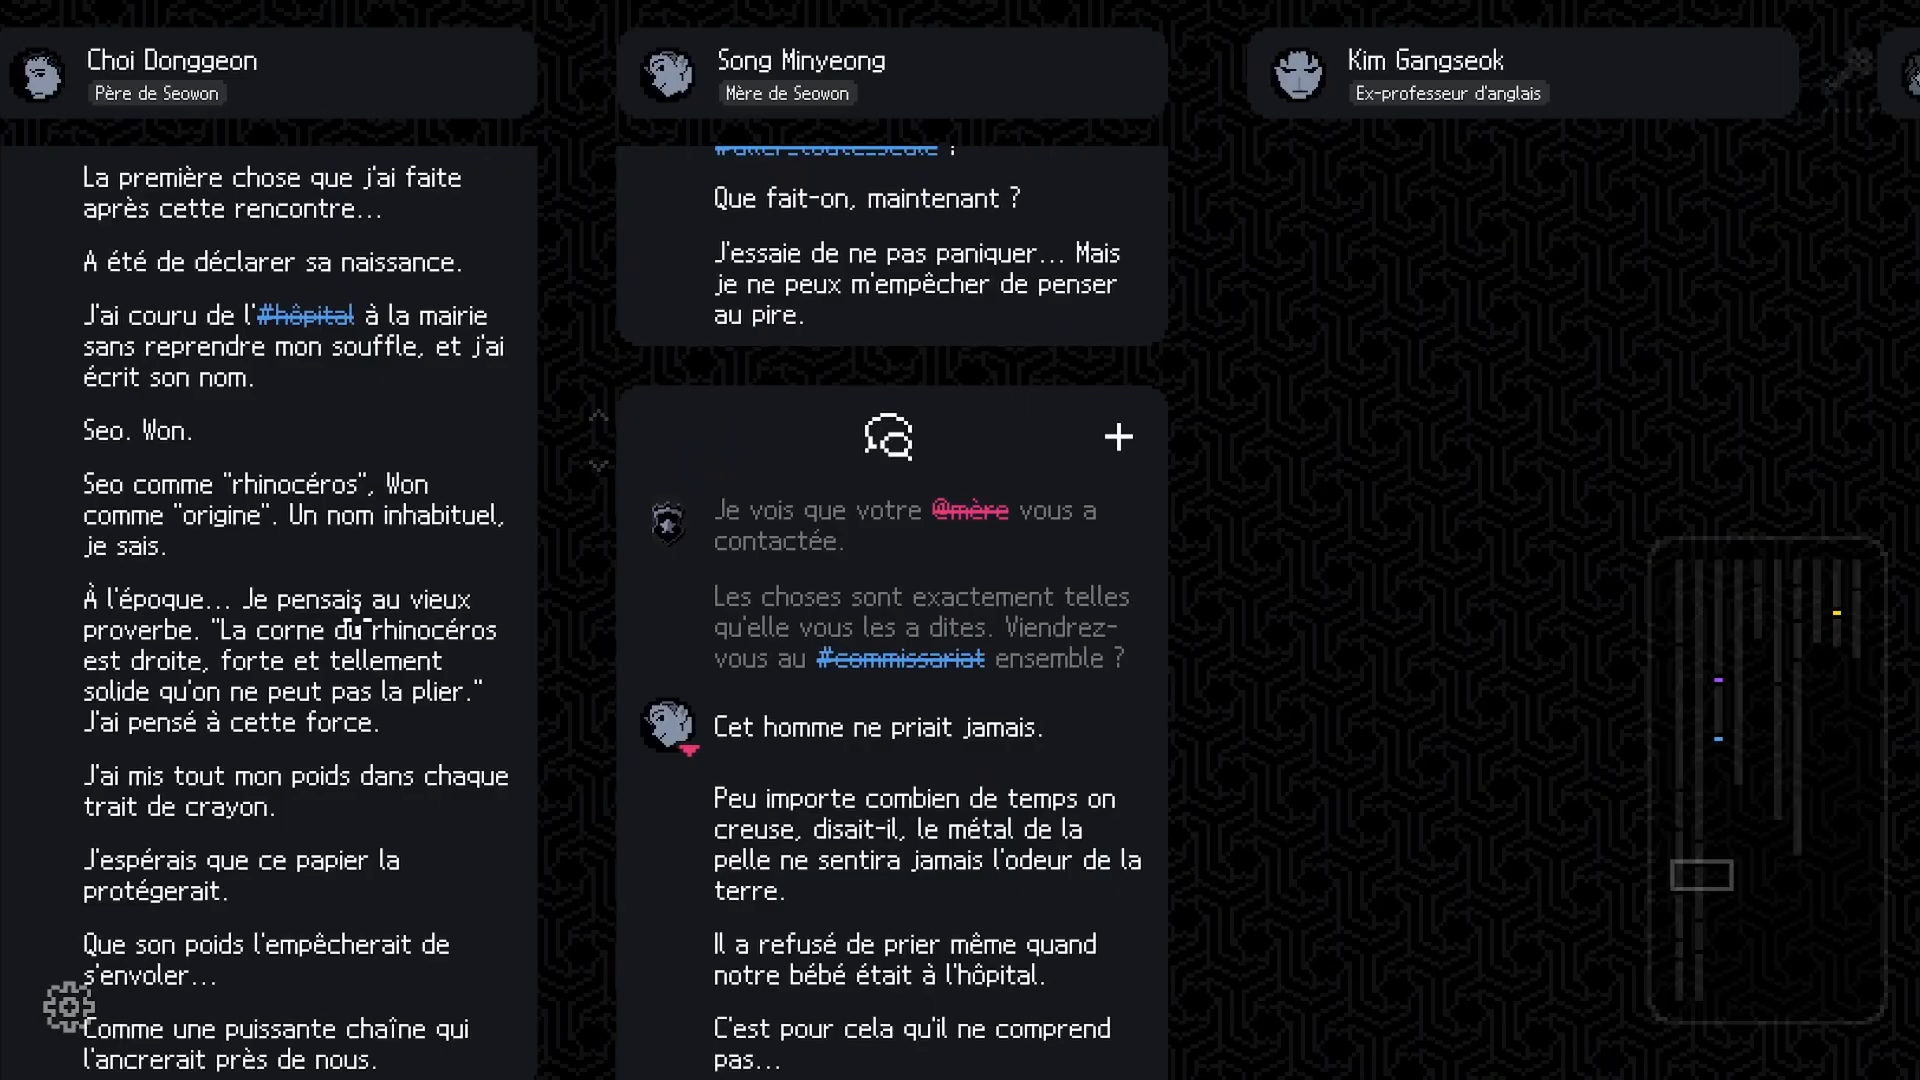 Choi Donggeon
Père de Seowon
La première chose que j'ai faite
après cette rencontre...
A été de déclarer sa naissance.
J'ai couru de l'#hôpital à la mairie
sans reprendre mon souffle, et j'ai
écrit son nom.
Seo. Won.
Seo comme "rhinocéros", Won
comme "origine". Un nom inhabituel,
je sais.
À l'époque... Je pensais au vieux
proverbe. "La corne du rhinocéros
est droite, forte et tellement
solide qu'on ne peut pas la plier."
J'ai pensé à cette force.
J'ai mis tout mon poids dans chaque
trait de crayon.
J'espérais que ce papier la
protégerait.
Que son poids l'empêcherait de
s'envoler...
Comme une puissante chaîne qui
l'ancrerait près de nous.
Song Minyeong
Mère de Seowon
Que fait-on, maintenant ?
J'essaie de ne pas paniquer... Mais
je ne peux m'empêcher de penser
au pire.
Je vois que votre @mère vous a
contactée.
Les choses sont exactement telles
qu'elle vous les a dites. Viendrez-
vous au #commissariat ensemble ?
Cet homme ne priait jamais.
Peu importe combien de temps on
creuse, disait-il, le métal de la
pelle ne sentira jamais l'odeur de la
terre.
Il a refusé de prier même quand
notre bébé était à l'hôpital.
C'est pour cela qu'il ne comprend
pas...
Kim Gangseok
Ex-professeur d'anglais